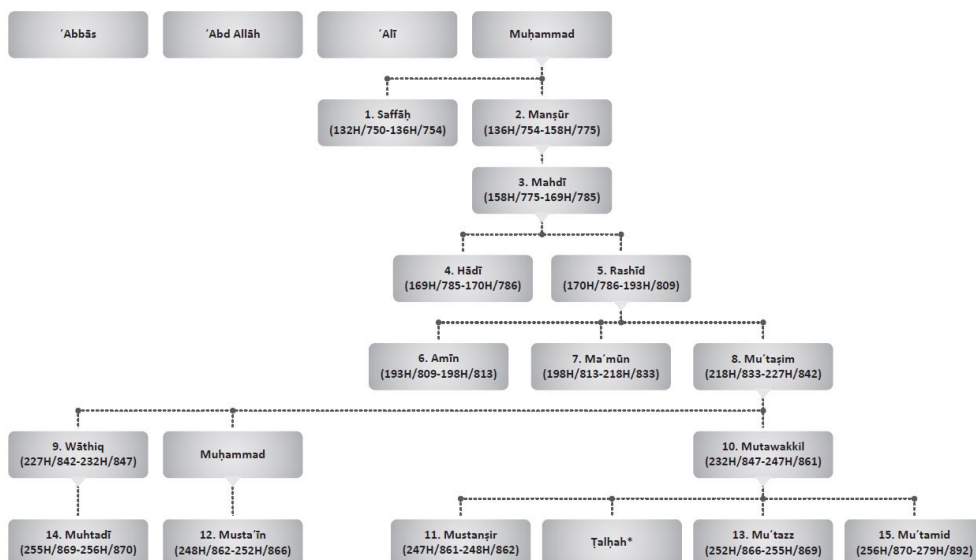 ʿAbbās
ʿAbd Allāh
ʿAlī
Muḥammad
1. Saffāḥ
(132H/750-136H/754)
2. Manṣūr
(136H/754-158H/775)
3. Mahdī
(158H/775-169H/785)
4. Hādī
(169H/785-170H/786)
5. Rashīd
(170H/786-193H/809)
6. Amīn
(193H/809-198H/813)
7. Maʾmūn
(198H/813-218H/833)
8. Muʿtaṣim
(218H/833-227H/842)
9. Wāthiq
(227H/842-232H/847)
Muḥammad
10. Mutawakkil
(232H/847-247H/861)
14. Muhtadī
(255H/869-256H/870)
12. Mustaʿīn
(248H/862-252H/866)
11. Mustanṣir
(247H/861-248H/862)
Ṭalḥah*
13. Muʿtazz
(252H/866-255H/869)
15. Muʿtamid
(256H/870-279H/892)